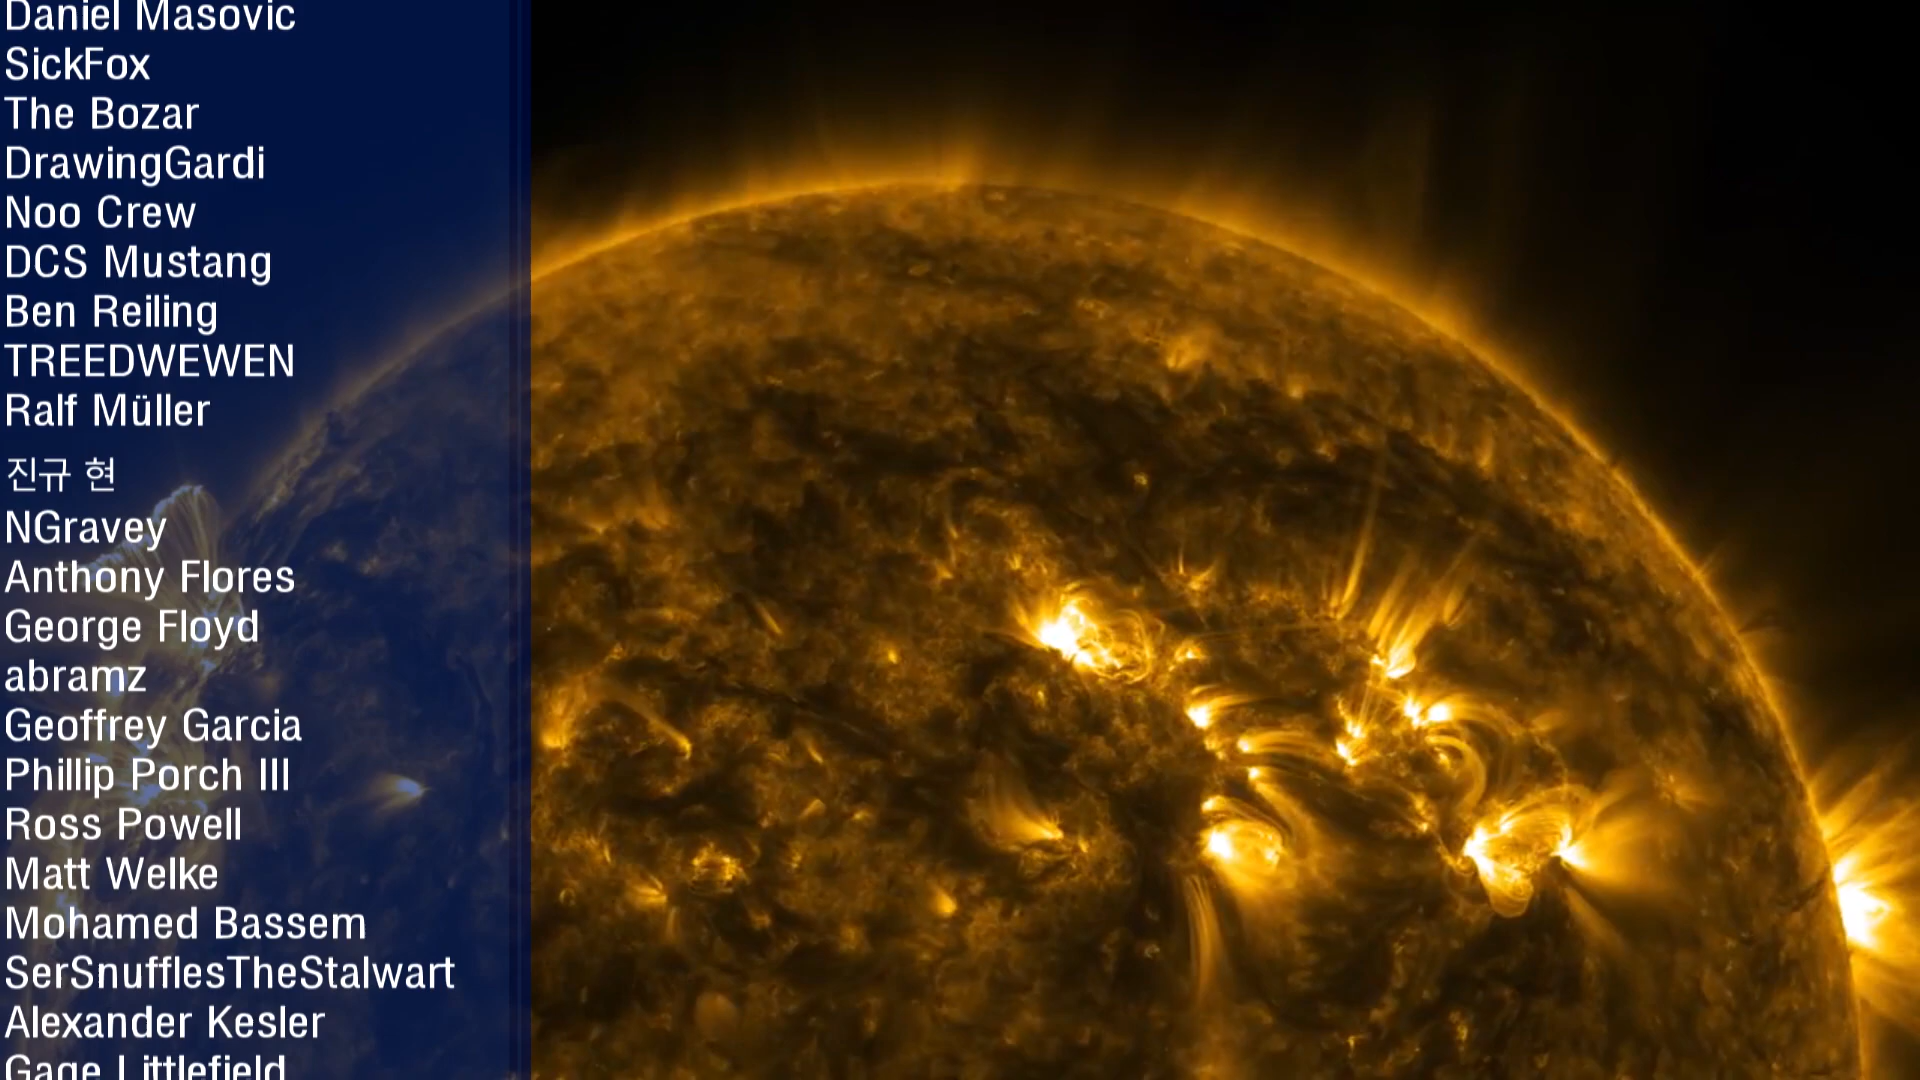 Daniel Masovic
SickFox
The Bozar
DrawingGardi
Noo Crew
DCS Mustang
Ben Reiling
TREEDWEWEN
Ralf Müller
진규 현
NGravey
Anthony Flores
George Floyd
abramz
Geoffrey Garcia
Phillip Porch III
Ross Powell
Matt Welke
Mohamed Bassem
SerSnufflesTheStalwart
Alexander Kesler
Gage Littlefield